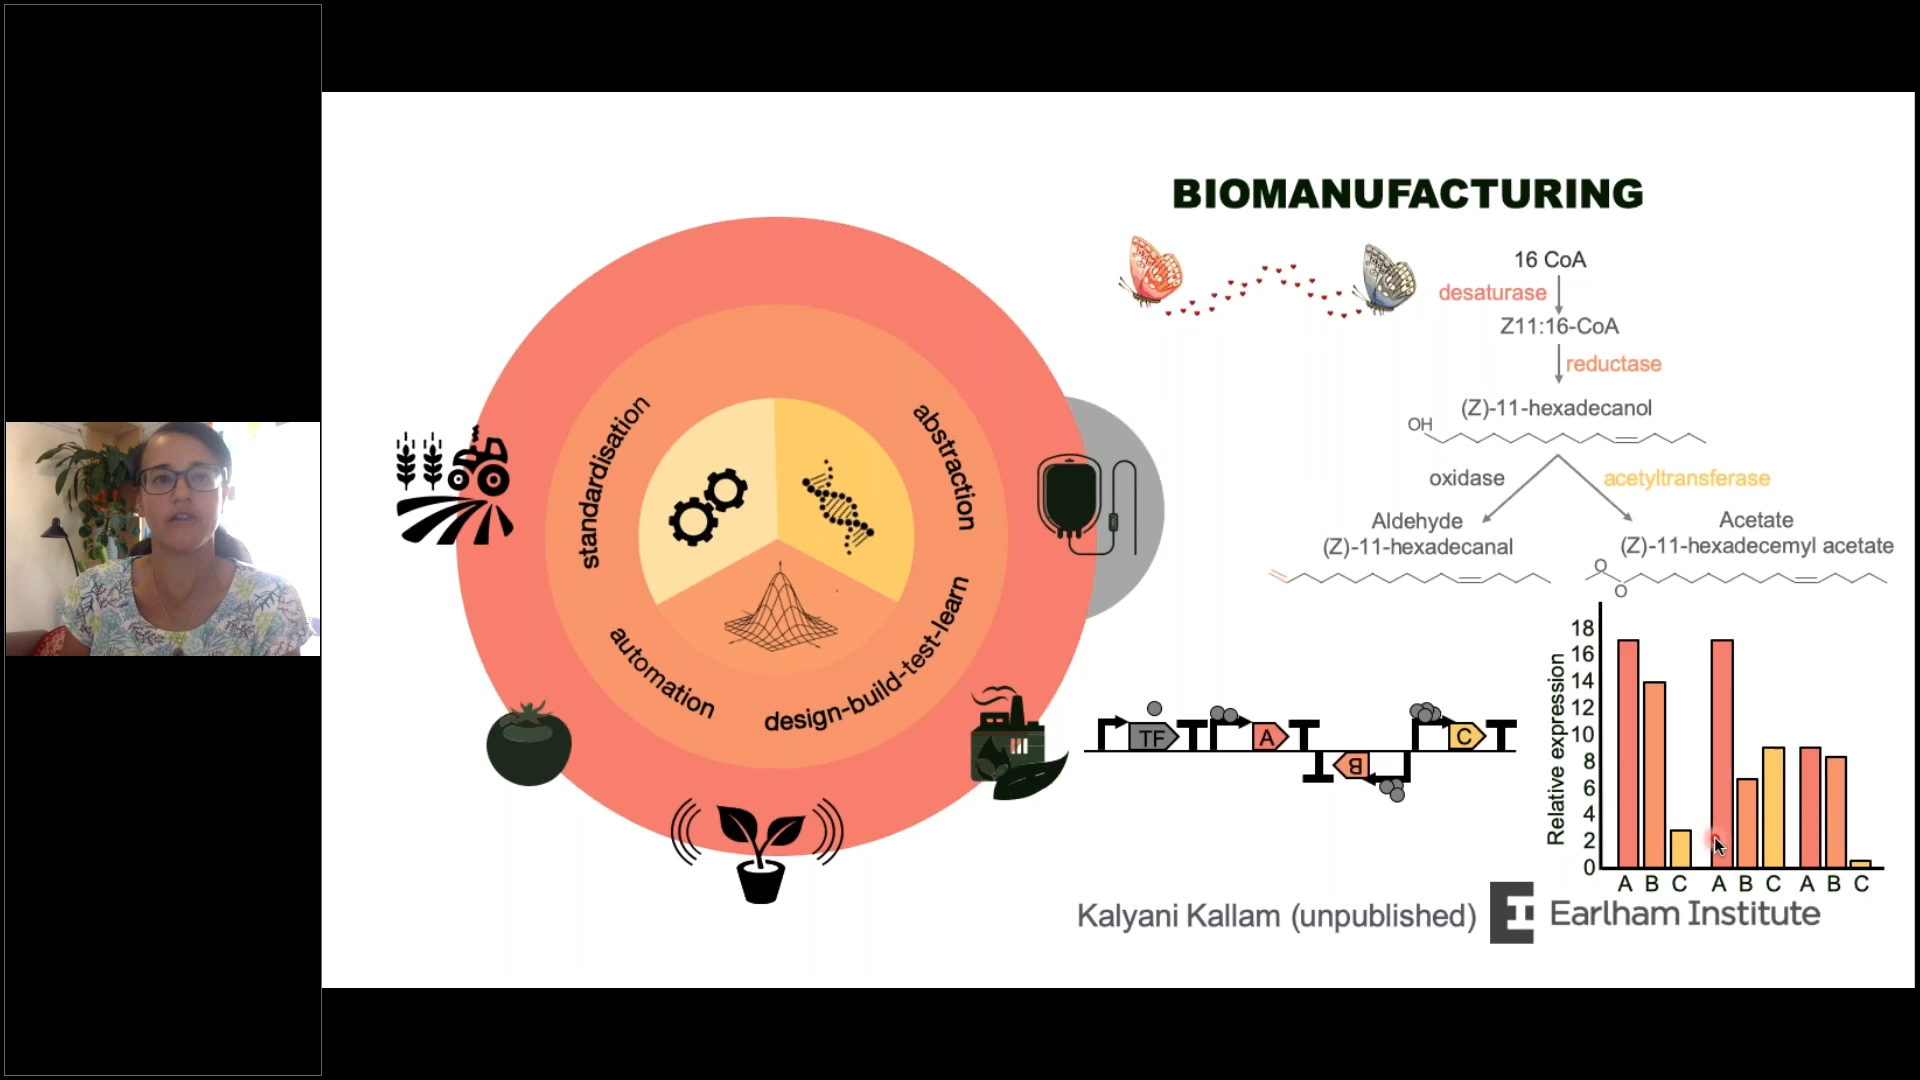 BIOMANUFACTURING
16 CoA
desaturase
Z11:16-CoA
reductase
(Z)-11-hexadecanol
OH
oxidase
acetyltransferase
Aldehyde
(Z)-11-hexadecanal
Acetate
(Z)-11-hexadecemyl acetate
O
O
standardisation
abstraction
automation
design-build-test-learn
TF
A
B
C
Relative expression
18
16
14
12
10
8
6
4
2
0
A B C A B C A B C
Kalyani Kallam (unpublished)
EI Earlham Institute